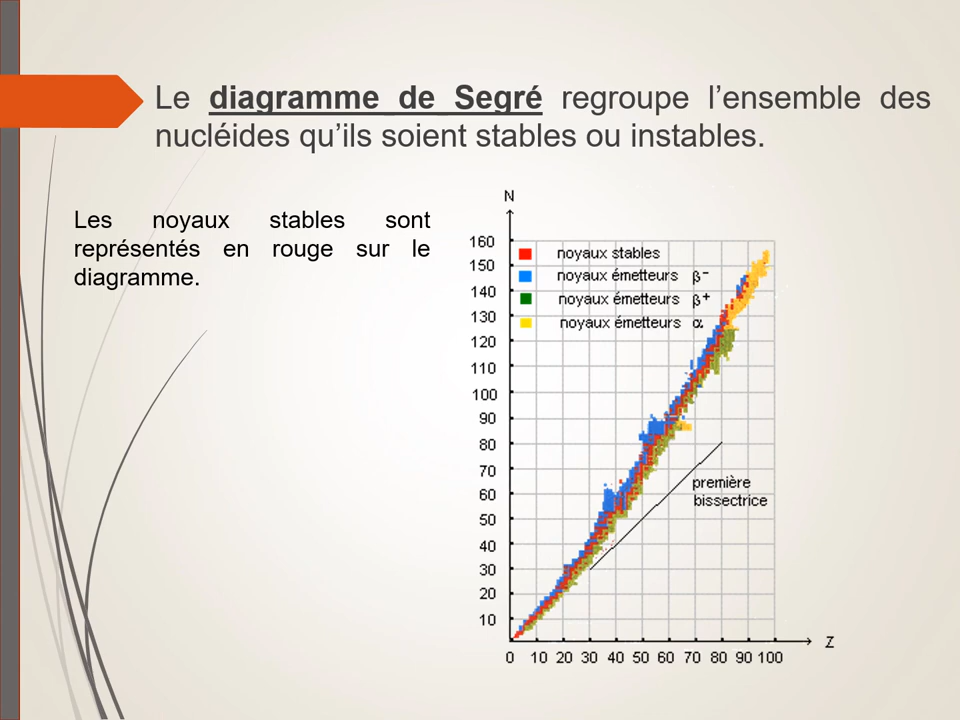 Le diagramme de Segré regroupe l’ensemble des
nucléides qu’ils soient stables ou instables.
Les noyaux stables sont
représentés en rouge sur le
diagramme.
N
160
150
140
130
120
110
100
90
80
70
60
50
40
30
20
10
noyaux stables
noyaux émetteurs β⁻
noyaux émetteurs β⁺
noyaux émetteurs α
première
bissectrice
Z
0 10 20 30 40 50 60 70 80 90 100